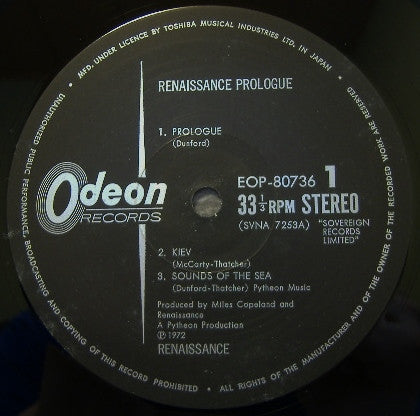 MFD. UNDER LICENCE BY TOSHIBA MUSICAL INDUSTRIES LTD. IN JAPAN •
ALL RIGHTS OF THE MANUFACTURER AND OF THE OWNER OF THE RECORDED WORK ARE RESERVED
UNAUTHORIZED PUBLIC PERFORMANCE, BROADCASTING AND COPYING OF THIS RECORD PROHIBITED •
RENAISSANCE PROLOGUE
1. PROLOGUE
(Dunford)
Odeon
RECORDS
EOP-80736 1
33 1/3 RPM STEREO
(SVNA 7253A) "SOVEREIGN
RECORDS
LIMITED"
2. KIEV
(McCarty-Thatcher)
3. SOUNDS OF THE SEA
(Dunford-Thatcher) Pytheon Music
Produced by Miles Copeland and
Renaissance
A Pytheon Production
℗ 1972
RENAISSANCE